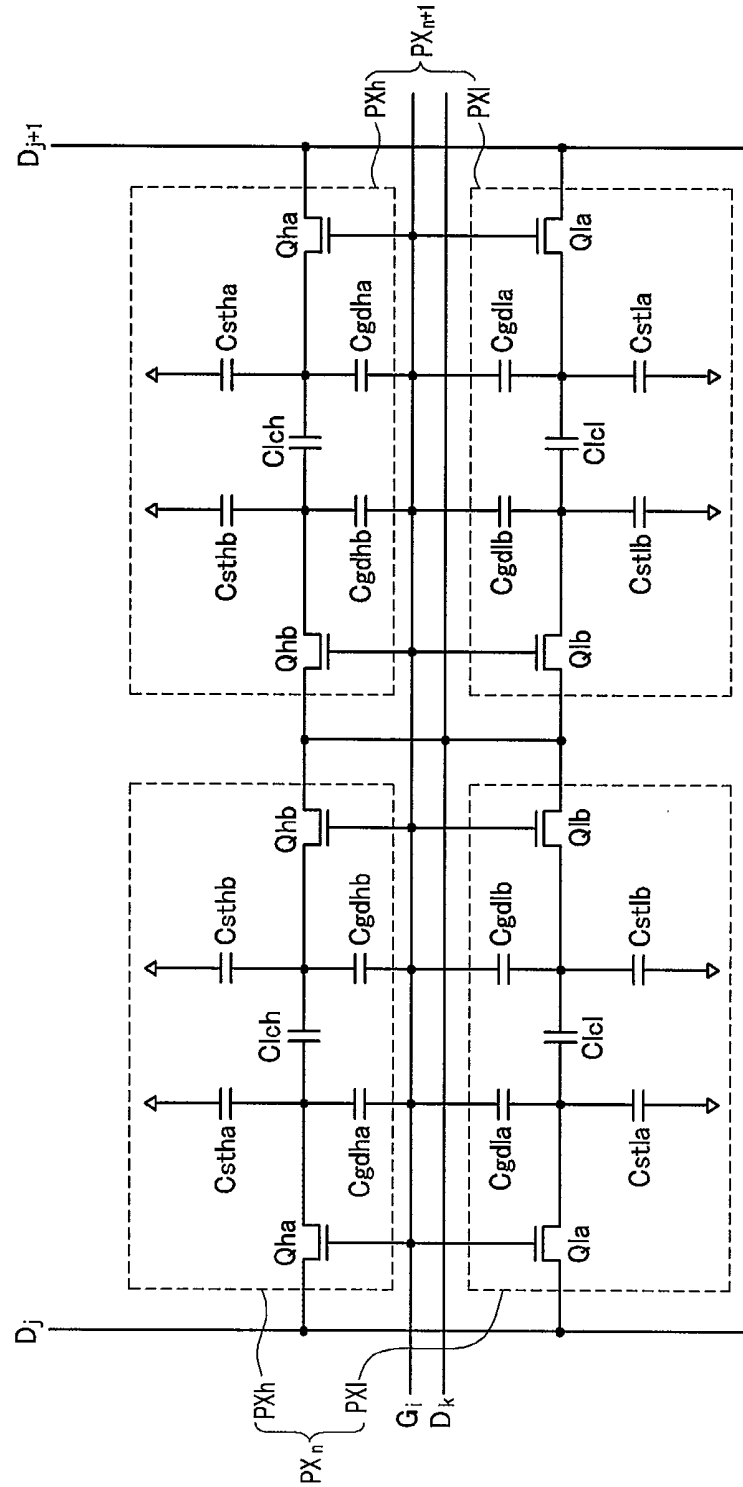 Dj
Dj+1
PXh
PXn
PXl
PXh
PXn+1
PXl
Gi
Dk
Qha
Cstha
Cgdha
Clch
Csthb
Cgdhb
Qhb
Qhb
Csthb
Cgdhb
Clch
Cstha
Cgdha
Qha
Qla
Cgdla
Cstla
Clcl
Cgdlb
Cstlb
Qlb
Qlb
Cgdlb
Cstlb
Clcl
Cgdla
Cstla
Qla